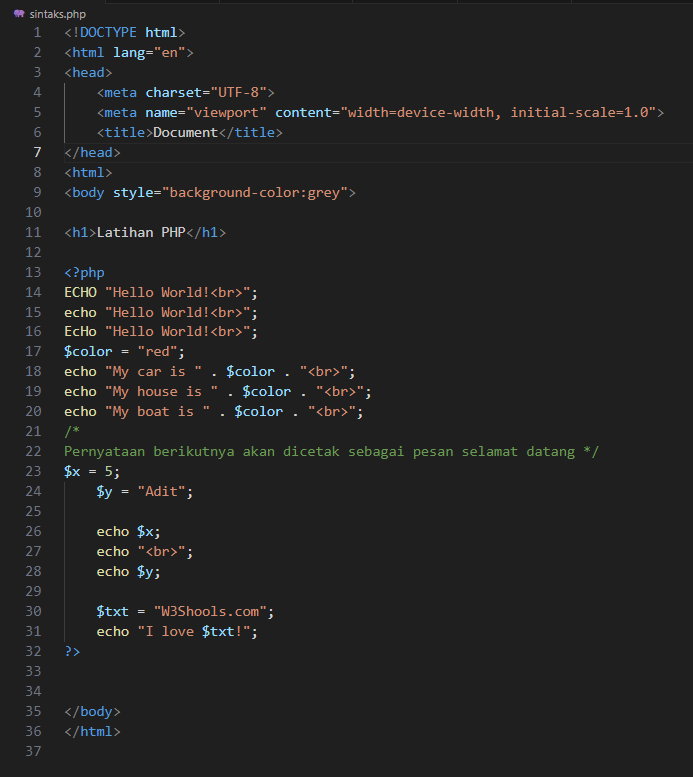 sintaks.php
1 <!DOCTYPE html>
2 <html lang="en">
3 <head>
4     <meta charset="UTF-8">
5     <meta name="viewport" content="width=device-width, initial-scale=1.0">
6     <title>Document</title>
7 </head>
8 <html>
9 <body style="background-color:grey">
10
11 <h1>Latihan PHP</h1>
12
13 <?php
14 ECHO "Hello World!<br>";
15 echo "Hello World!<br>";
16 EcHo "Hello World!<br>";
17 $color = "red";
18 echo "My car is " . $color . "<br>";
19 echo "My house is " . $color . "<br>";
20 echo "My boat is " . $color . "<br>";
21 /*
22 Pernyataan berikutnya akan dicetak sebagai pesan selamat datang */
23 $x = 5;
24     $y = "Adit";
25
26     echo $x;
27     echo "<br>";
28     echo $y;
29
30     $txt = "W3Shools.com";
31     echo "I love $txt!";
32 ?>
33
34
35 </body>
36 </html>
37